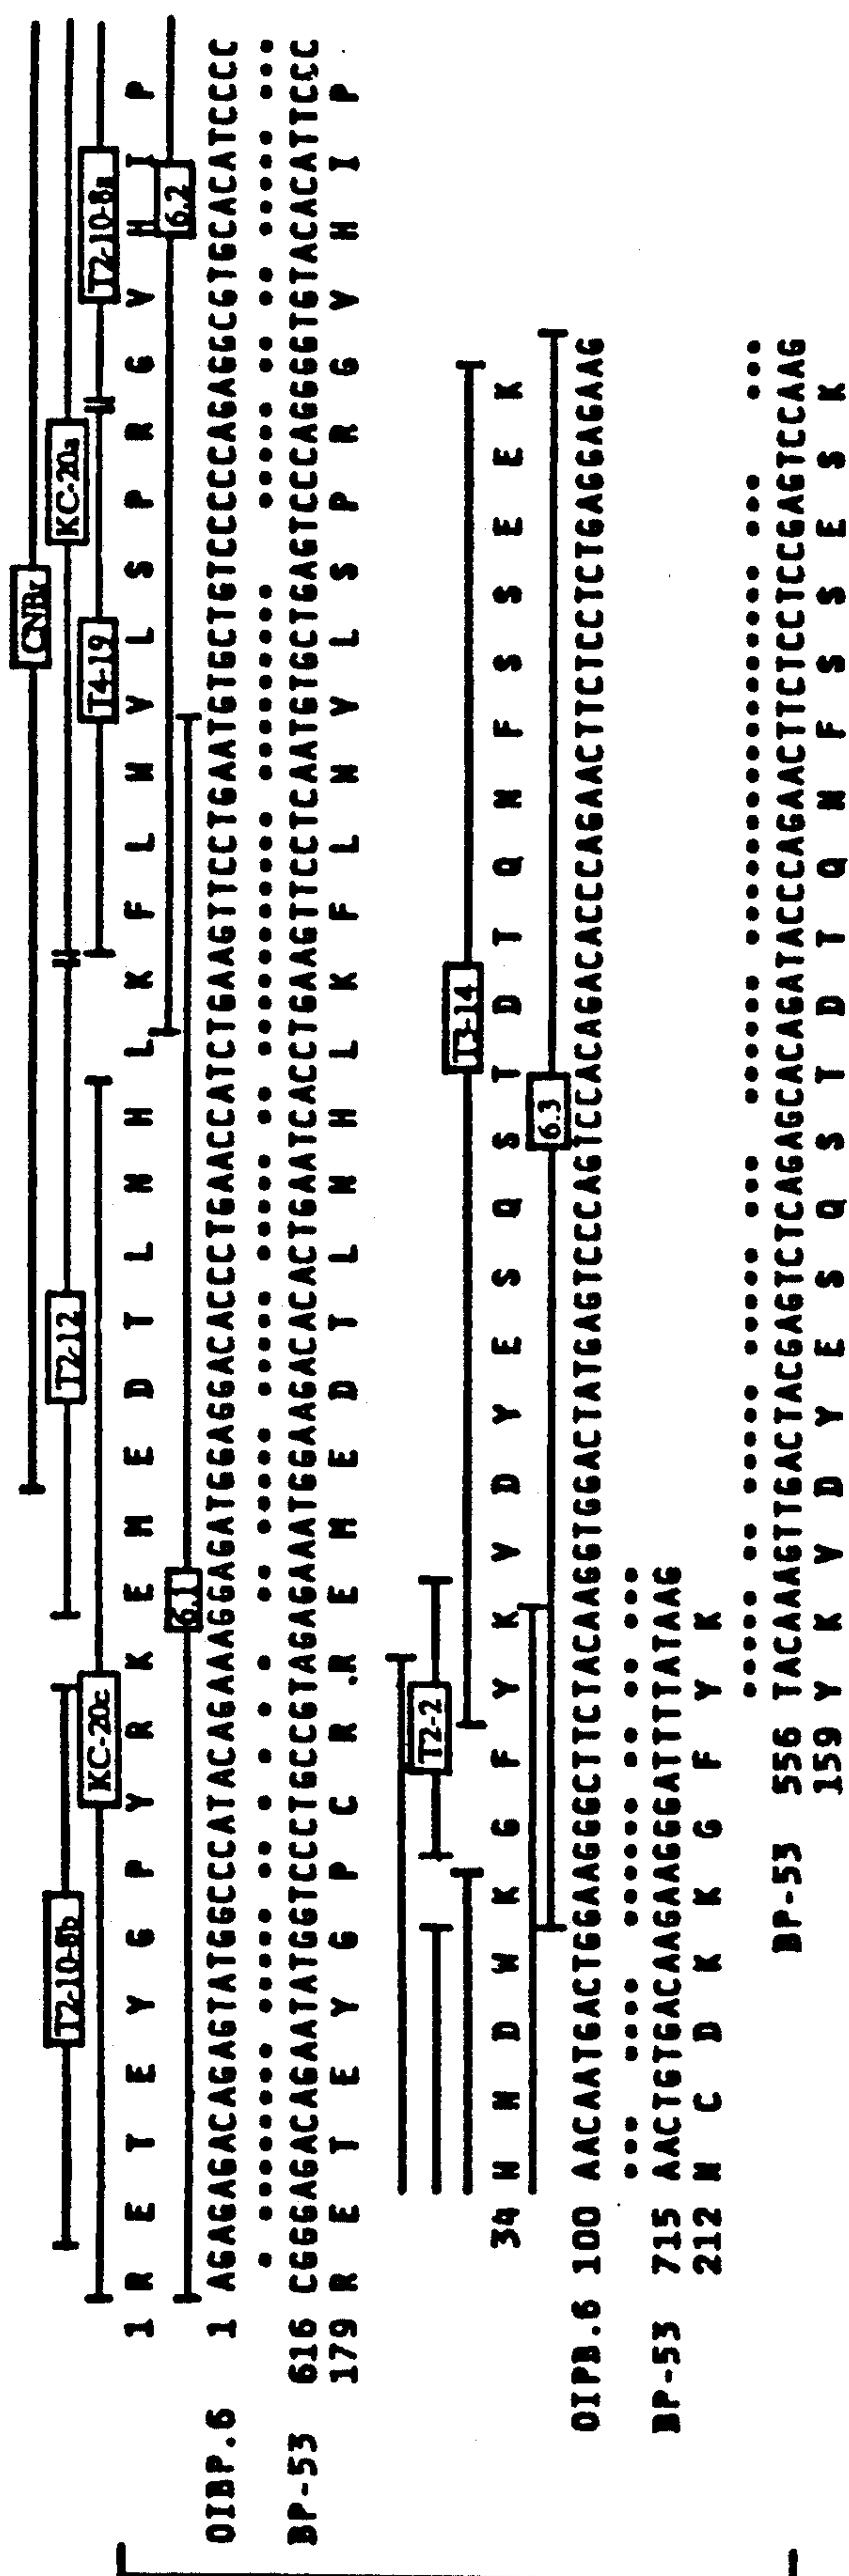 CNBr
T2-10-8b T2-12 KC-20a
KC-20c T4-19 T2-10-8a
1 R E T E Y G P Y R K E M E D T L N H L K F L N V L S P R G V H I P
6.1 6.2
OIBP.6 1 AGAGAGACAGAGTATGGCCCATACAGAAAGGAGATGGAGGACACCCTGAACCATCTGAAGTTCCTGAATGTGCTGTCCCCCAGAGGCGTGCACATCCCC
BP-53 616 CGGGAGACAGAATATGGTCCCTGCCGTAGAGAAATGGAAGACACACTGAATCACCTGAAGTTCCTCAATGTGCTGAGTCCCAGGGGTGTACACATTCCC
179 R E T E Y G P C R .R E M E D T L N H L K F L N V L S P R G V H I P
T2-2 T3-14
34 N N D W K G F Y K V D Y E S Q S T D T Q N F S S E E K
6.3
OIPB.6 100 AACAATGACTGGAAGGGCTTCTACAAGGTGGACTATGAGTCCCAGTCCACAGACACCCAGAACTTCTCCTCTGAGGAGAAG
BP-53 715 AACTGTGACAAGAAGGGATTTTATAAG
212 N C D K K G F Y K
BP-53 556 TACAAAGTTGACTACGAGTCTCAGAGCACAGATACCCAGAACTTCTCCTCCGAGTCCAAG
159 Y K V D Y E S Q S T D T Q N F S S E S K